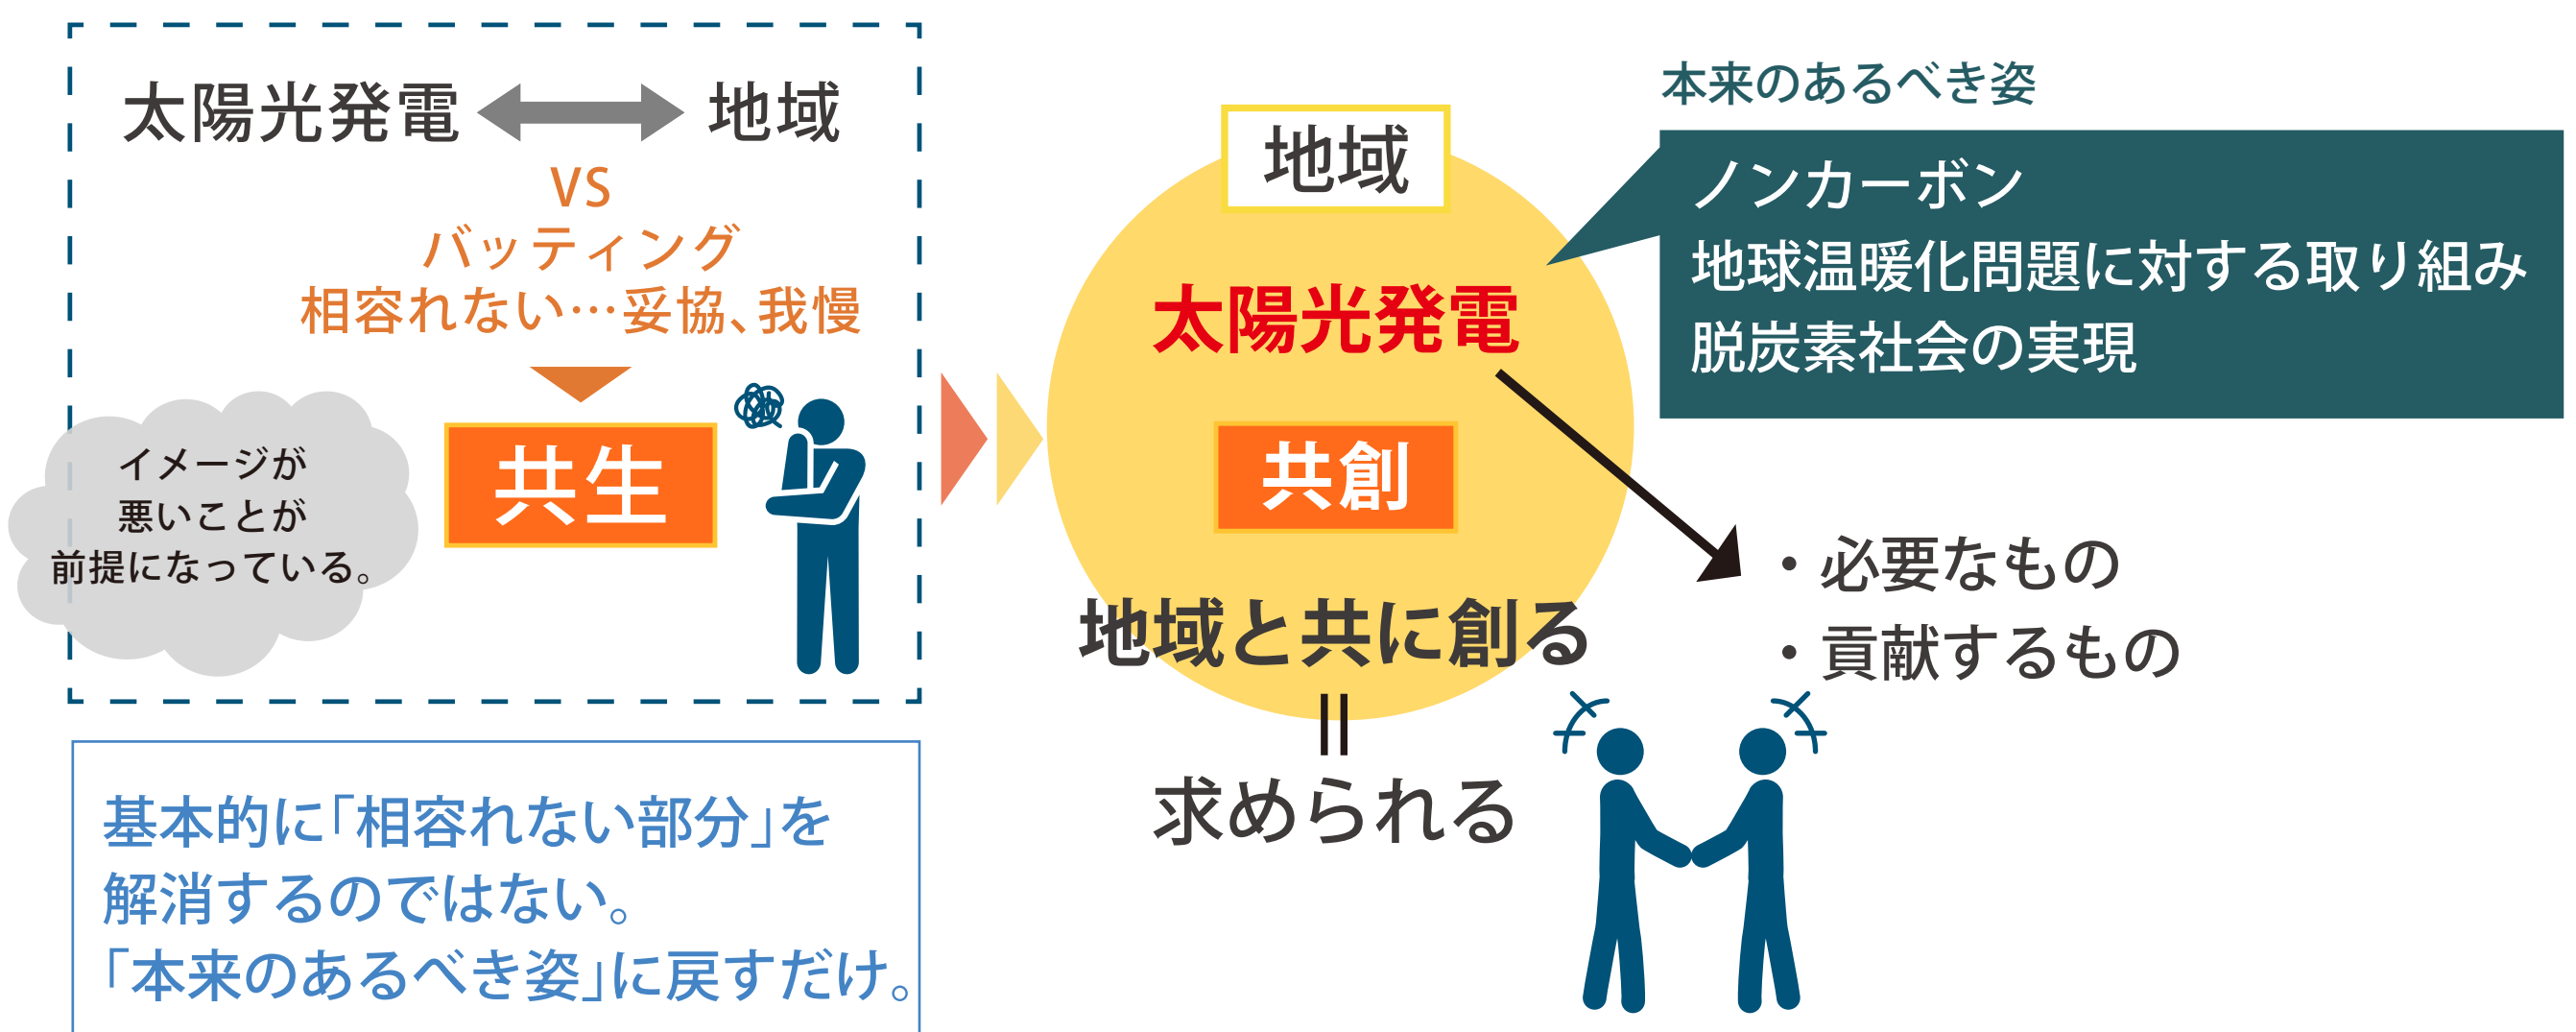 太陽光発電
地域
VS
バッティング
相容れない…妥協、我慢
共生
イメージが
悪いことが
前提になっている。
基本的に「相容れない部分」を
解消するのではない。
「本来のあるべき姿」に戻すだけ。
地域
太陽光発電
共創
地域と共に創る
求められる
本来のあるべき姿
ノンカーボン
地球温暖化問題に対する取り組み
脱炭素社会の実現
・必要なもの
・貢献するもの